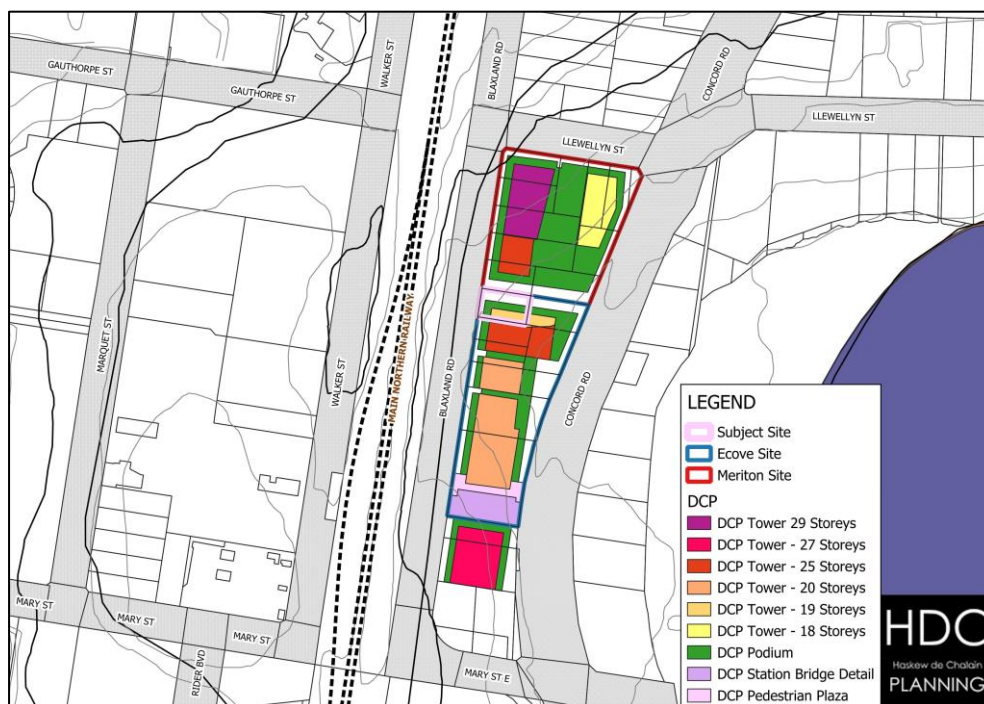 GAUTHORPE ST
GAUTHORPE ST
WALKER ST
BLAXLAND RD
CONCORD RD
LLEWELLYN ST
LLEWELLYN ST
MARQUET ST
WALKER ST
MAIN NORTHERN RAILWAY
BLAXLAND RD
CONCORD RD
MARY ST
MARY ST
RIDER BVD
MARY ST E
LEGEND
Subject Site
Ecove Site
Meriton Site
DCP
DCP Tower 29 Storeys
DCP Tower - 27 Storeys
DCP Tower - 25 Storeys
DCP Tower - 20 Storeys
DCP Tower - 19 Storeys
DCP Tower - 18 Storeys
DCP Podium
DCP Station Bridge Detail
DCP Pedestrian Plaza
HDC
Haskew de Chalain
PLANNING